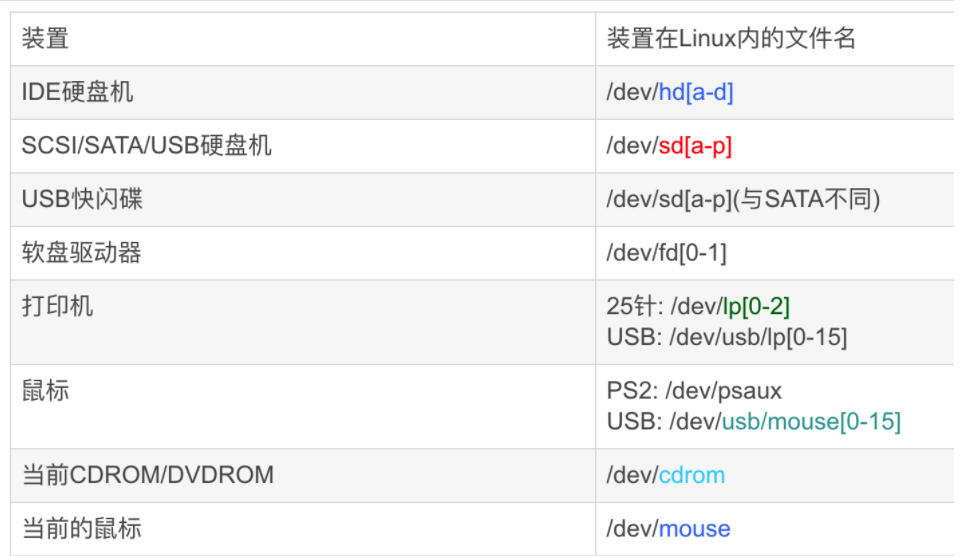 装置
装置在Linux内的文件名
IDE硬盘机
/dev/hd[a-d]
SCSI/SATA/USB硬盘机
/dev/sd[a-p]
USB快闪碟
/dev/sd[a-p](与SATA不同)
软盘驱动器
/dev/fd[0-1]
打印机
25针: /dev/lp[0-2]
USB: /dev/usb/lp[0-15]
鼠标
PS2: /dev/psaux
USB: /dev/usb/mouse[0-15]
当前CDROM/DVDROM
/dev/cdrom
当前的鼠标
/dev/mouse